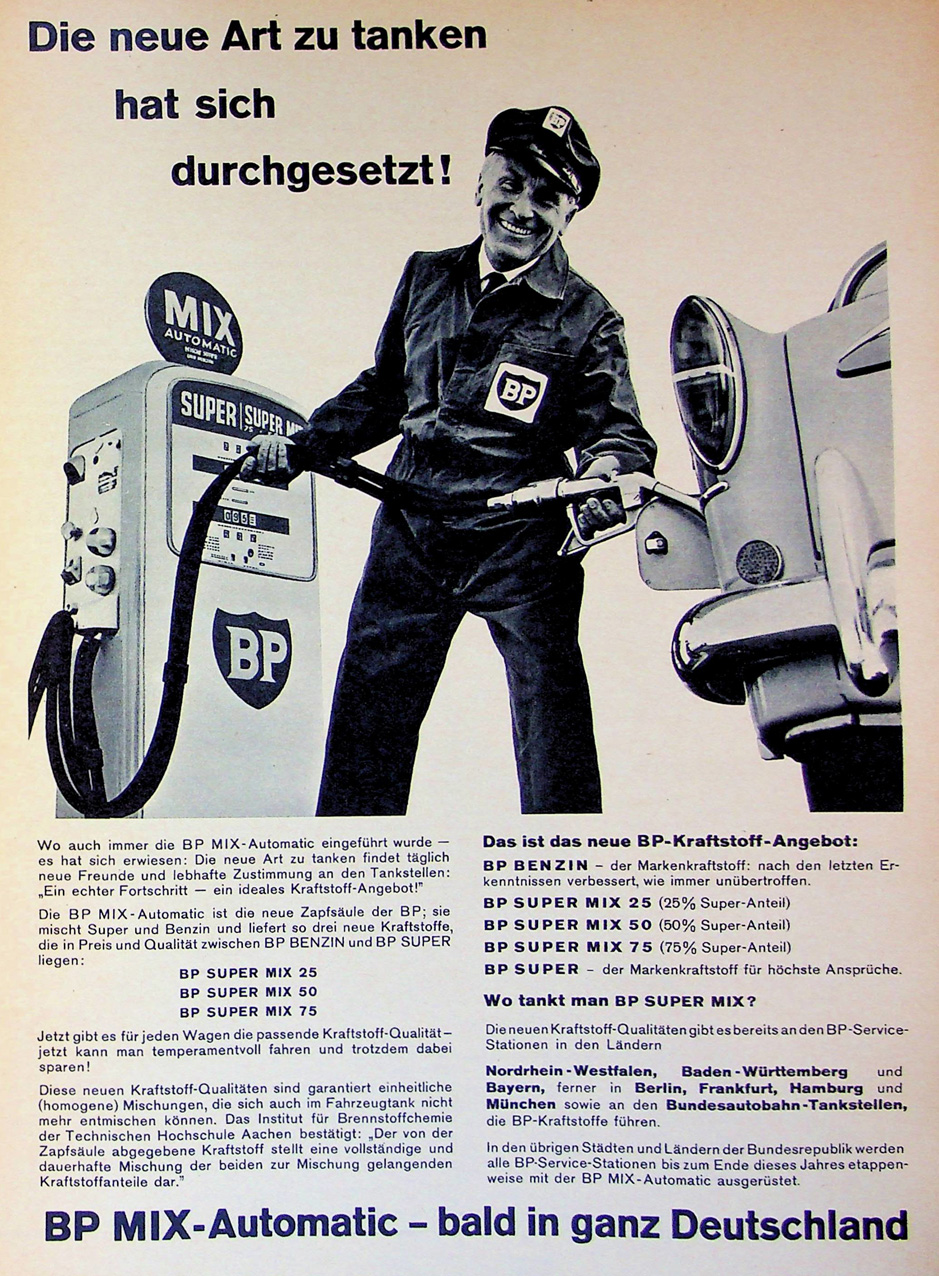 Die neue Art zu tanken
hat sich
durchgesetzt!
BP
MIX
AUTOMATIC
SUPER SUPER
75
BP
BP
Wo auch immer die BP MIX-Automatic eingeführt wurde —
es hat sich erwiesen: Die neue Art zu tanken findet täglich
neue Freunde und lebhafte Zustimmung an den Tankstellen:
„Ein echter Fortschritt — ein ideales Kraftstoff-Angebot!”
Die BP MIX-Automatic ist die neue Zapfsäule der BP; sie
mischt Super und Benzin und liefert so drei neue Kraftstoffe,
die in Preis und Qualität zwischen BP BENZIN und BP SUPER
liegen:
BP SUPER MIX 25
BP SUPER MIX 50
BP SUPER MIX 75
Jetzt gibt es für jeden Wagen die passende Kraftstoff-Qualität–
jetzt kann man temperamentvoll fahren und trotzdem dabei
sparen!
Diese neuen Kraftstoff-Qualitäten sind garantiert einheitliche
(homogene) Mischungen, die sich auch im Fahrzeugtank nicht
mehr entmischen können. Das Institut für Brennstoffchemie
der Technischen Hochschule Aachen bestätigt: „Der von der
Zapfsäule abgegebene Kraftstoff stellt eine vollständige und
dauerhafte Mischung der beiden zur Mischung gelangenden
Kraftstoffanteile dar.”
Das ist das neue BP-Kraftstoff-Angebot:
BP BENZIN – der Markenkraftstoff: nach den letzten Er-
kenntnissen verbessert, wie immer unübertroffen.
BP SUPER MIX 25 (25% Super-Anteil)
BP SUPER MIX 50 (50% Super-Anteil)
BP SUPER MIX 75 (75% Super-Anteil)
BP SUPER – der Markenkraftstoff für höchste Ansprüche.
Wo tankt man BP SUPER MIX?
Die neuen Kraftstoff-Qualitäten gibt es bereits an den BP-Service-
Stationen in den Ländern
Nordrhein-Westfalen, Baden-Württemberg und
Bayern, ferner in Berlin, Frankfurt, Hamburg und
München sowie an den Bundesautobahn-Tankstellen,
die BP-Kraftstoffe führen.
In den übrigen Städten und Ländern der Bundesrepublik werden
alle BP-Service-Stationen bis zum Ende dieses Jahres etappen-
weise mit der BP MIX-Automatic ausgerüstet.
BP MIX-Automatic – bald in ganz Deutschland